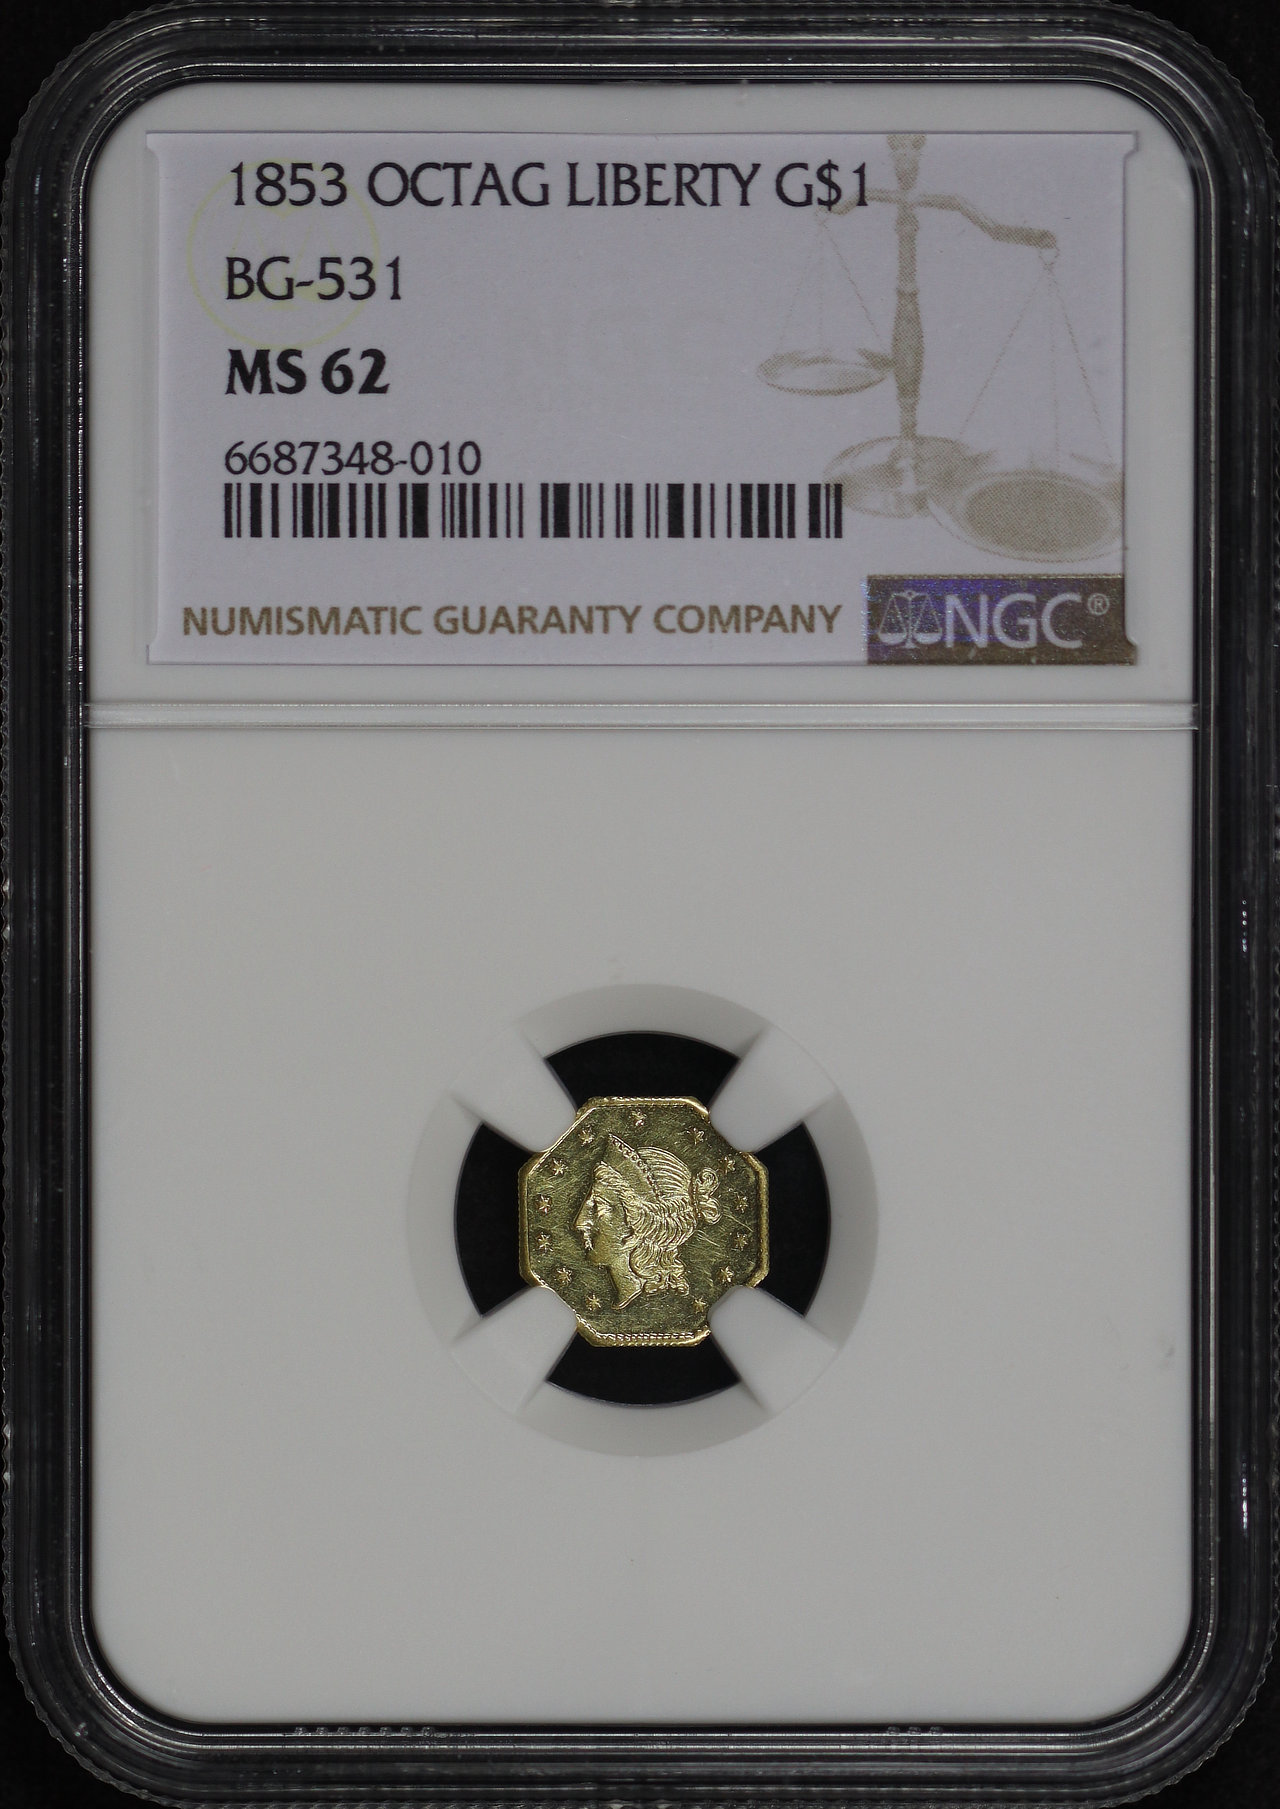 1853 OCTAG LIBERTY G$1
BG-531
MS 62
6687348-010
NUMISMATIC GUARANTY COMPANY
NGC®